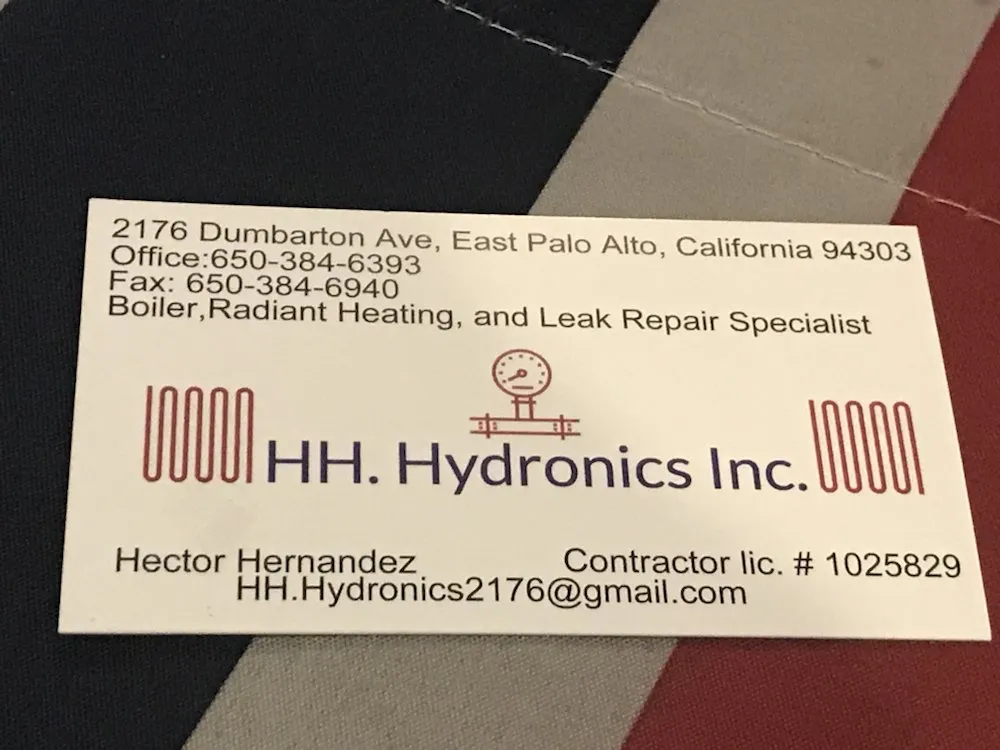 2176 Dumbarton Ave, East Palo Alto, California 94303
Office:650-384-6393
Fax: 650-384-6940
Boiler,Radiant Heating, and Leak Repair Specialist
HH. Hydronics Inc.
Hector Hernandez Contractor lic. # 1025829
HH.Hydronics2176@gmail.com